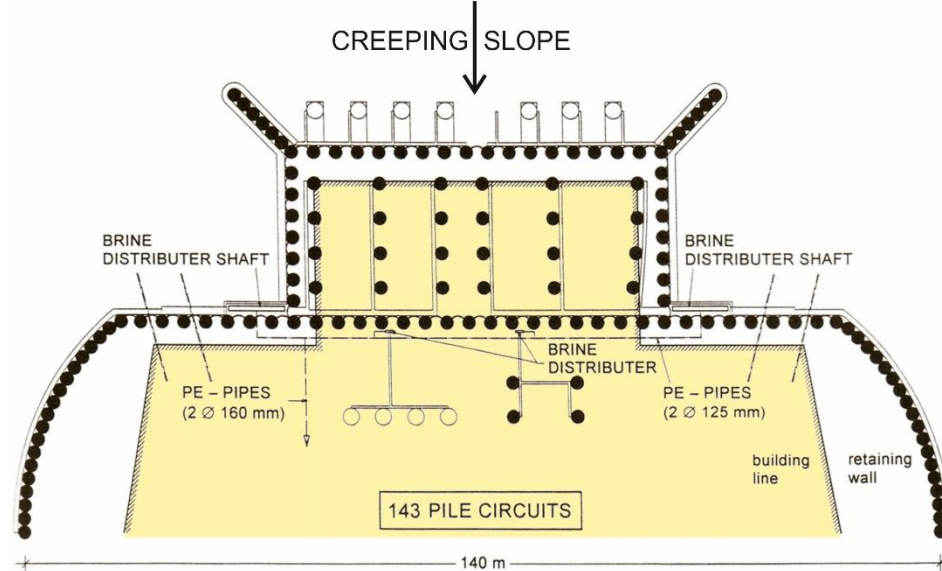 CREEPING SLOPE
BRINE
DISTRIBUTER SHAFT
BRINE
DISTRIBUTER SHAFT
BRINE
DISTRIBUTER
PE – PIPES
(2 Ø 160 mm)
PE – PIPES
(2 Ø 125 mm)
building
line
retaining
wall
143 PILE CIRCUITS
140 m